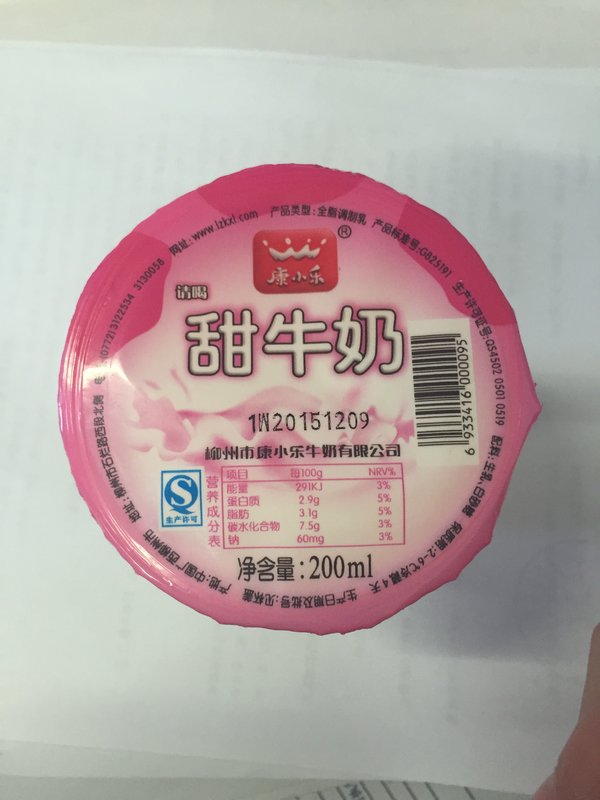 网址: www.lzkxl.com 产品类型: 全脂调制乳 产品标准号:GB25191 生产许可证号:QS4502 0501 0519 配料:生乳、白砂糖 保质期:2-6℃冷藏4天
生产日期及批号:见杯盖 产地:中国广西柳州市 地址:柳州市石烂路西段北侧 电话:(0772)3122534 3130058
康小乐®
请喝
甜牛奶
1W20151209
柳州市康小乐牛奶有限公司
6 933416 000095
生产许可
营养成分表
项目 每100g NRV%
能量 291KJ 3%
蛋白质 2.9g 5%
脂肪 3.1g 5%
碳水化合物 7.5g 3%
钠 60mg 3%
净含量:200ml